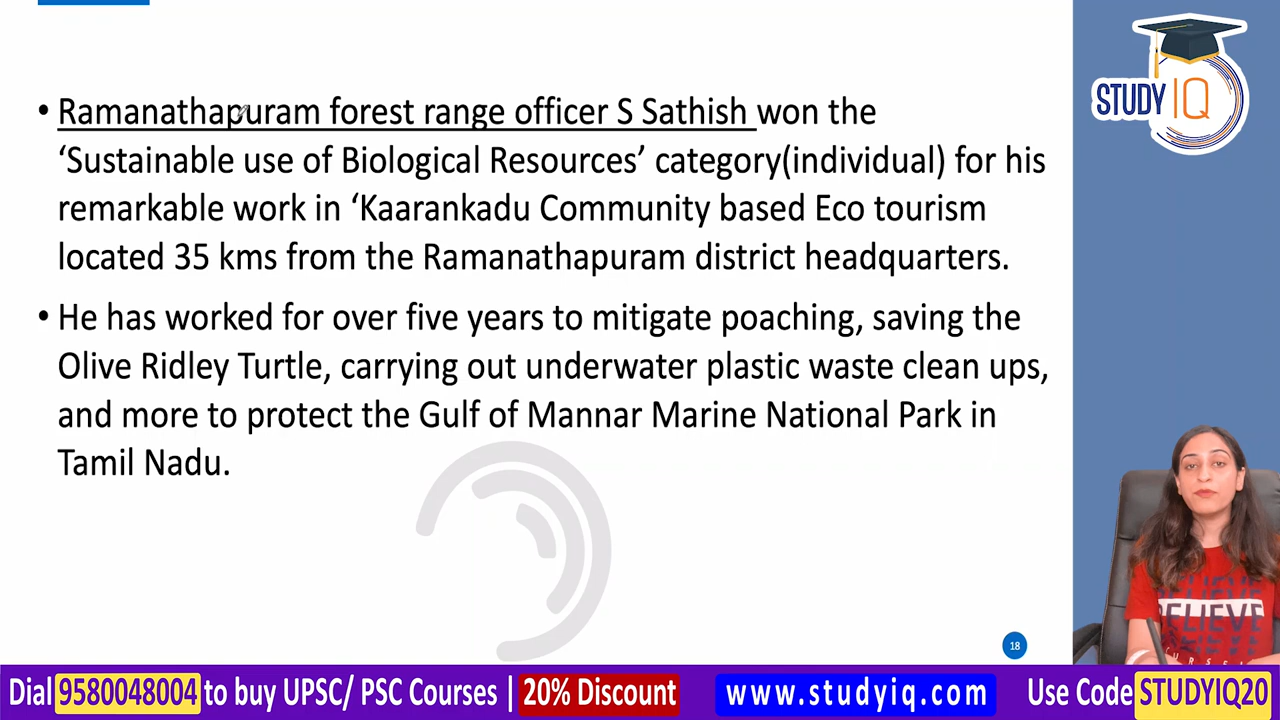 • Ramanathapuram forest range officer S Sathish won the
‘Sustainable use of Biological Resources’ category(individual) for his
remarkable work in ‘Kaarankadu Community based Eco tourism
located 35 kms from the Ramanathapuram district headquarters.
• He has worked for over five years to mitigate poaching, saving the
Olive Ridley Turtle, carrying out underwater plastic waste clean ups,
and more to protect the Gulf of Mannar Marine National Park in
Tamil Nadu.
18
STUDY IQ
BELIEVE
Dial 9580048004 to buy UPSC/ PSC Courses | 20% Discount
www.studyiq.com
Use Code STUDYIQ20